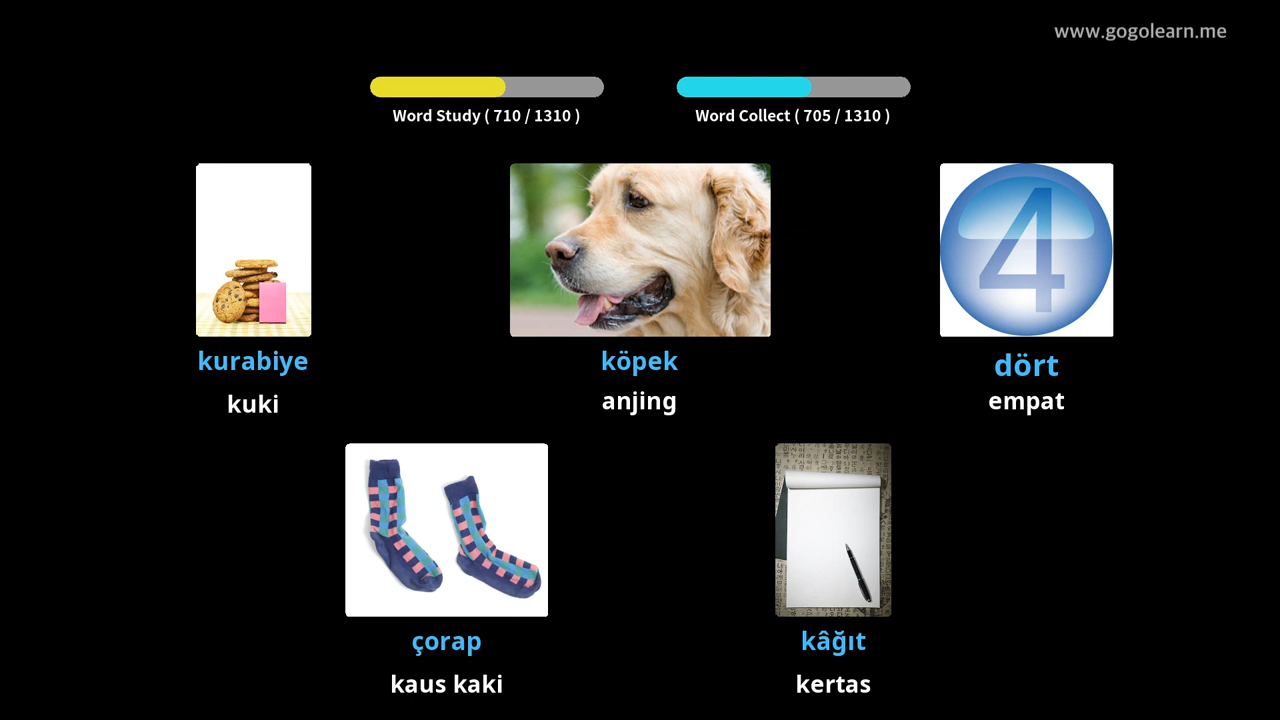 www.gogolearn.me
Word Study ( 710 / 1310 )
Word Collect ( 705 / 1310 )
4
kurabiye
köpek
dört
kuki
anjing
empat
çorap
kâğıt
kaus kaki
kertas